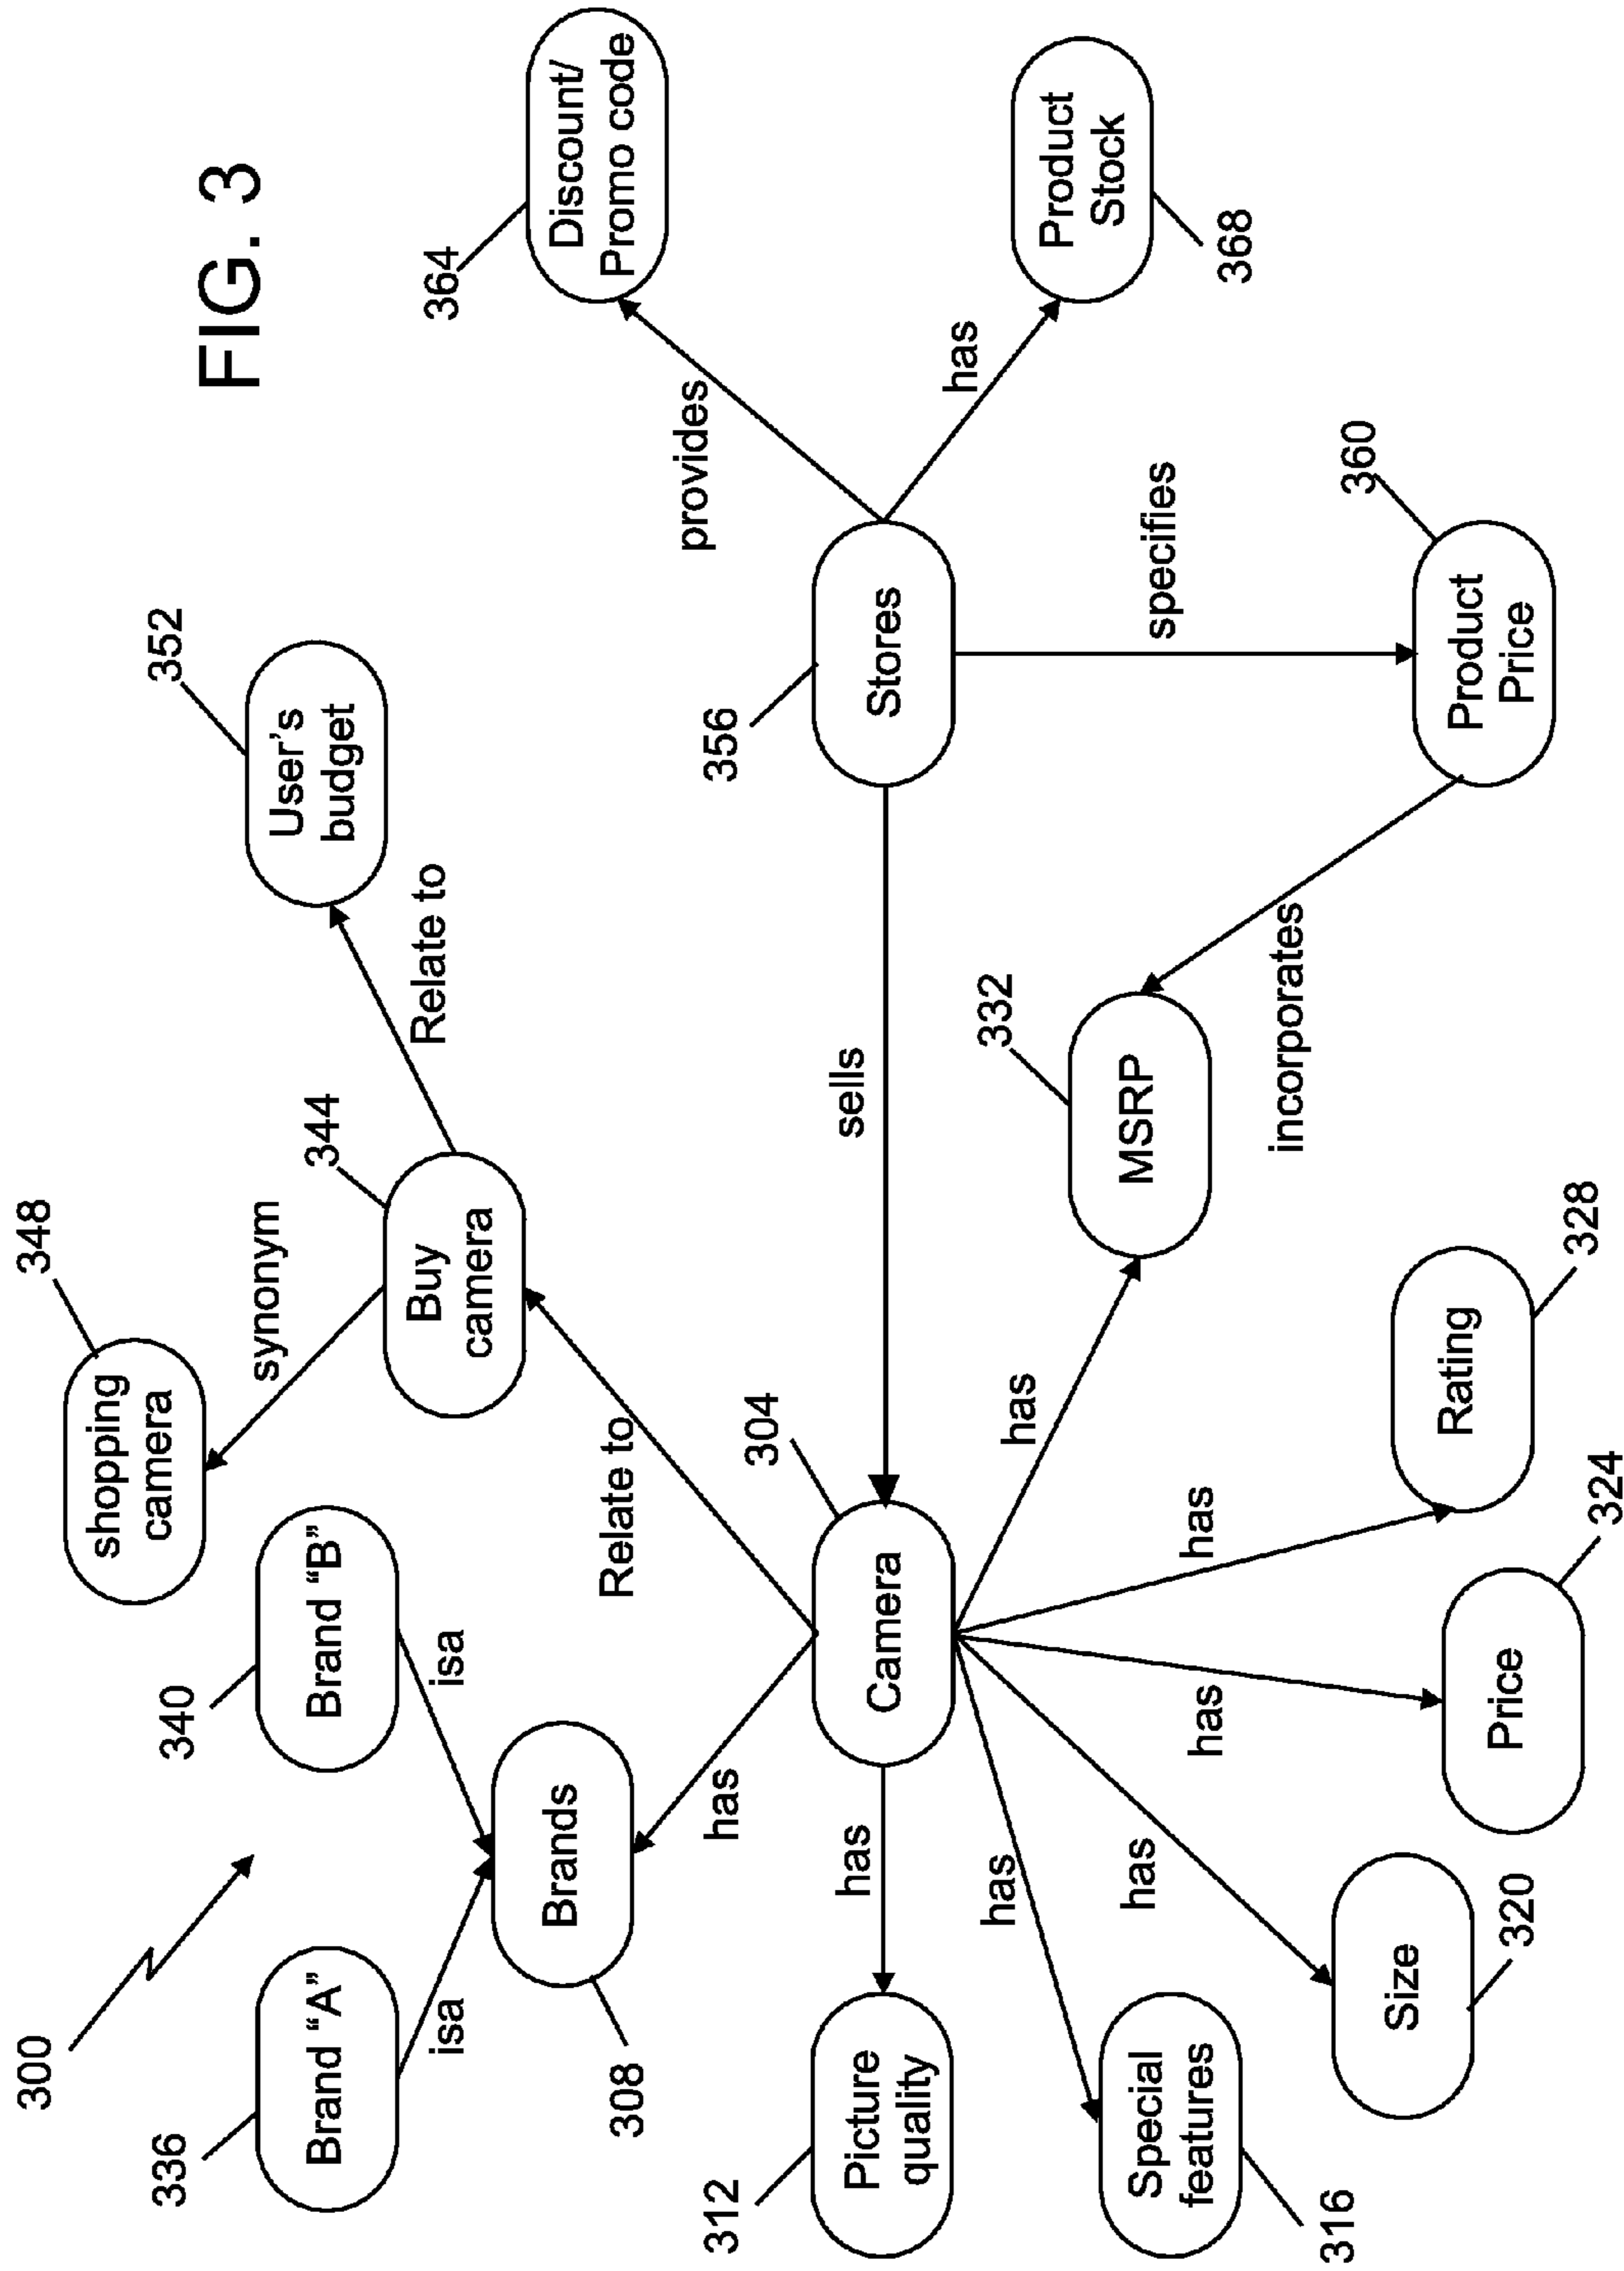 300
348
shopping
camera
336
340
352
FIG. 3
synonym
344
Brand "A"
Brand "B"
User's
budget
isa
isa
Relate to
364
Discount/
Promo code
Buy
camera
308
Brands
Relate to
provides
has
312
304
356
sells
has
Picture
quality
Camera
Stores
has
Product
Stock
has
has
332
368
Special
features
has
MSRP
specifies
has
has
incorporates
316
360
Size
Rating
Product
Price
320
Price
328
324